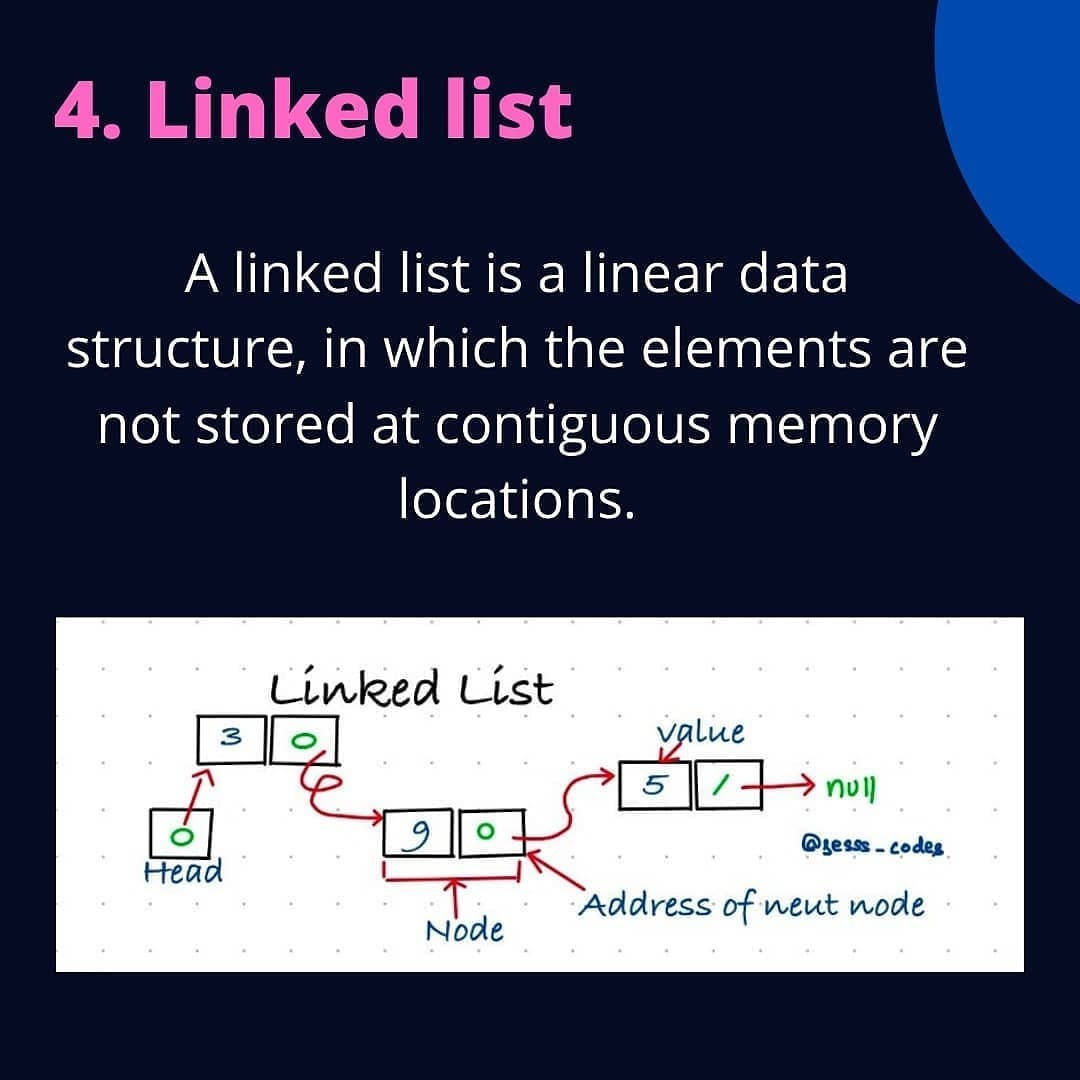 4. Linked list
A linked list is a linear data
structure, in which the elements are
not stored at contiguous memory
locations.
Linked List
3 0
value
5 / null
0
Head
9 0
@jesss_codes
Address of neut node
Node